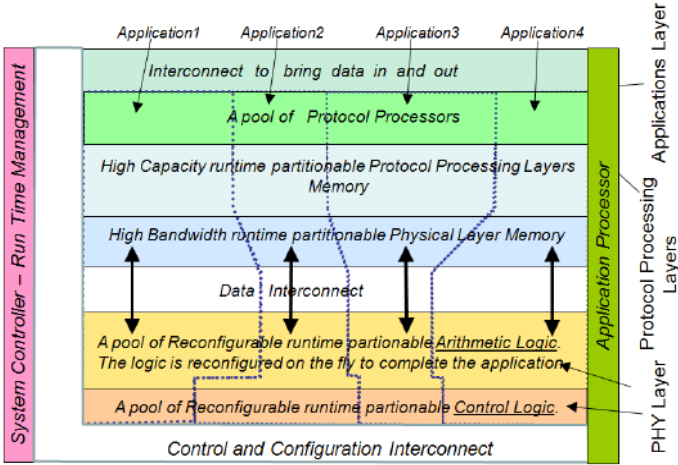 Application1 Application2 Application3 Application4
Interconnect to bring data in and out
A pool of Protocol Processors
High Capacity runtime partitionable Protocol Processing Layers
Memory
High Bandwidth runtime partitionable Physical Layer Memory
Data Interconnect
A pool of Reconfigurable runtime partionable Arithmetic Logic.
The logic is reconfigured on the fly to complete the application.
A pool of Reconfigurable runtime partionable Control Logic.
Control and Configuration Interconnect
System Controller – Run Time Management
Application Processor
Applications Layer
Protocol Processing
Layers
PHY Layer